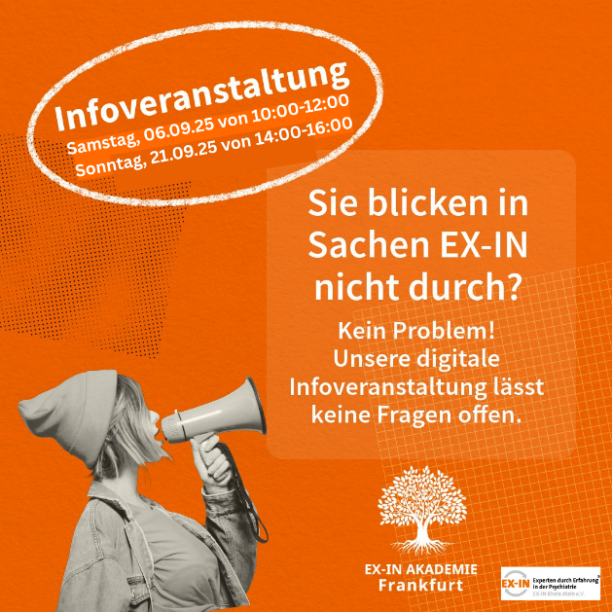 Infoveranstaltung
Samstag, 06.09.25 von 10:00-12:00
Sonntag, 21.09.25 von 14:00-16:00
Sie blicken in
Sachen EX-IN
nicht durch?
Kein Problem!
Unsere digitale
Infoveranstaltung lässt
keine Fragen offen.
EX-IN AKADEMIE
Frankfurt
EX-IN
Experten durch Erfahrung
in der Psychiatrie